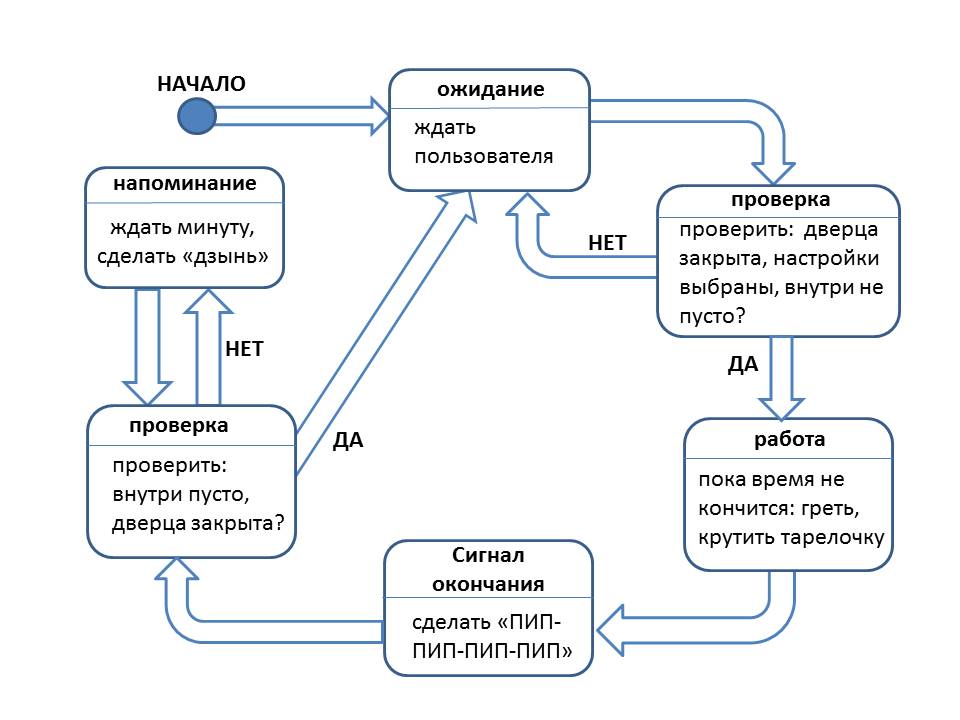 НАЧАЛО
ожидание
ждать
пользователя
напоминание
ждать минуту,
сделать «дзынь»
проверка
проверить: дверца
закрыта, настройки
выбраны, внутри не
пусто?
НЕТ
НЕТ
ДА
ДА
проверка
проверить:
внутри пусто,
дверца закрыта?
работа
пока время не
кончится: греть,
крутить тарелочку
Сигнал
окончания
сделать «ПИП-
ПИП-ПИП-ПИП»